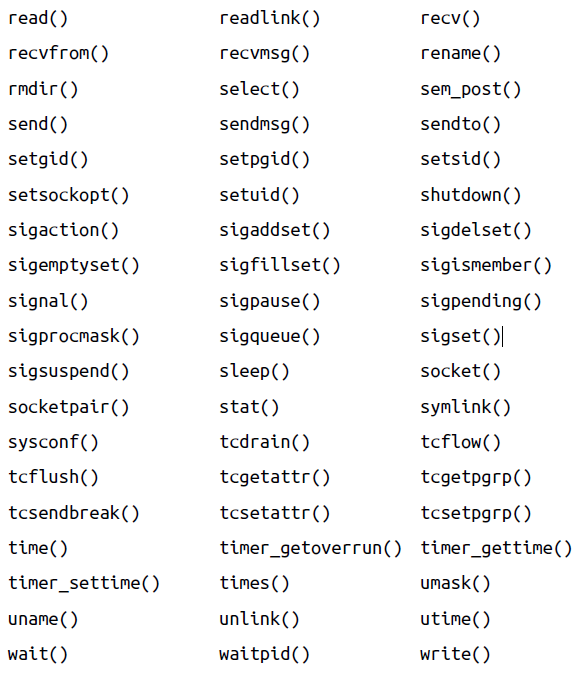 read() readlink() recv()
recvfrom() recvmsg() rename()
rmdir() select() sem_post()
send() sendmsg() sendto()
setgid() setpgid() setsid()
setsockopt() setuid() shutdown()
sigaction() sigaddset() sigdelset()
sigemptyset() sigfillset() sigismember()
signal() sigpause() sigpending()
sigprocmask() sigqueue() sigset()
sigsuspend() sleep() socket()
socketpair() stat() symlink()
sysconf() tcdrain() tcflow()
tcflush() tcgetattr() tcgetpgrp()
tcsendbreak() tcsetattr() tcsetpgrp()
time() timer_getoverrun() timer_gettime()
timer_settime() times() umask()
uname() unlink() utime()
wait() waitpid() write()